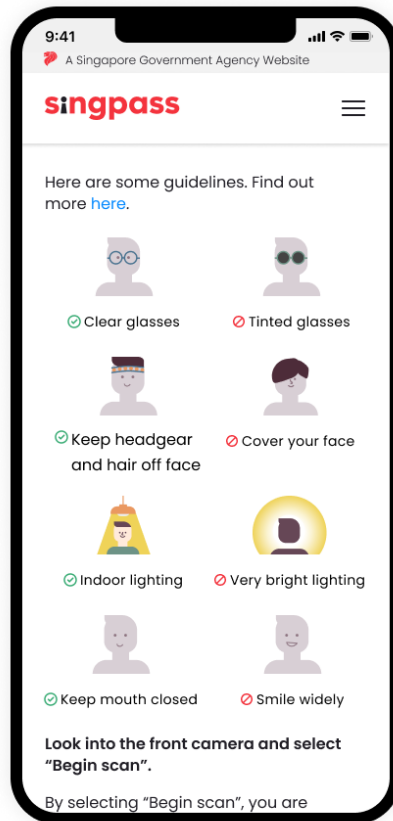 9:41
A Singapore Government Agency Website
singpass
Here are some guidelines. Find out
more here.
Clear glasses
Tinted glasses
Keep headgear
and hair off face
Cover your face
Indoor lighting
Very bright lighting
Keep mouth closed
Smile widely
Look into the front camera and select
“Begin scan”.
By selecting “Begin scan”, you are